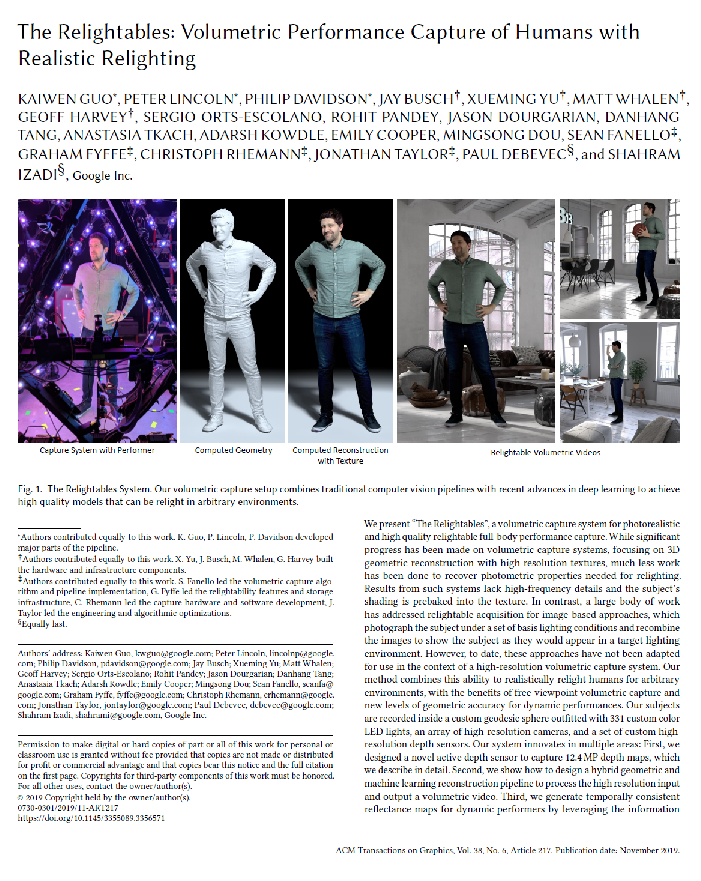 The Relightables: Volumetric Performance Capture of Humans with
Realistic Relighting
KAIWEN GUO*, PETER LINCOLN*, PHILIP DAVIDSON*, JAY BUSCH†, XUEMING YU†, MATT WHALEN†,
GEOFF HARVEY†, SERGIO ORTS-ESCOLANO, ROHIT PANDEY, JASON DOURGARIAN, DANHANG
TANG, ANASTASIA TKACH, ADARSH KOWDLE, EMILY COOPER, MINGSONG DOU, SEAN FANELLO‡,
GRAHAM FYFFE‡, CHRISTOPH RHEMANN‡, JONATHAN TAYLOR‡, PAUL DEBEVEC§, and SHAHRAM
IZADI§, Google Inc.
Capture System with Performer
Computed Geometry
Computed Reconstruction
with Texture
Relightable Volumetric Videos
Fig. 1. The Relightables System. Our volumetric capture setup combines traditional computer vision pipelines with recent advances in deep learning to achieve
high quality models that can be relight in arbitrary environments.
*Authors contributed equally to this work. K. Guo, P. Lincoln, P. Davidson developed
major parts of the pipeline.
†Authors contributed equally to this work. X. Yu, J. Busch, M. Whalen, G. Harvey built
the hardware and infrastructure components.
‡Authors contributed equally to this work. S. Fanello led the volumetric capture algo-
rithm and pipeline implementation, G. Fyffe led the relightability features and storage
infrastructure, C. Rhemann led the capture hardware and software development, J.
Taylor led the engineering and algorithmic optimizations.
§Equally last.
Authors' address: Kaiwen Guo, kwguo@google.com; Peter Lincoln, lincolnp@google.
com; Philip Davidson, pdavidson@google.com; Jay Busch; Xueming Yu; Matt Whalen;
Geoff Harvey; Sergio Orts-Escolano; Rohit Pandey; Jason Dourgarian; Danhang Tang;
Anastasia Tkach; Adarsh Kowdle; Emily Cooper; Mingsong Dou; Sean Fanello, seanfa@
google.com; Graham Fyffe, fyffe@google.com; Christoph Rhemann, crhemann@google.
com; Jonathan Taylor, jontaylor@google.com; Paul Debevec, debevec@google.com;
Shahram Izadi, shahrami@google.com, Google Inc.
Permission to make digital or hard copies of part or all of this work for personal or
classroom use is granted without fee provided that copies are not made or distributed
for profit or commercial advantage and that copies bear this notice and the full citation
on the first page. Copyrights for third-party components of this work must be honored.
For all other uses, contact the owner/author(s).
© 2019 Copyright held by the owner/author(s).
0730-0301/2019/11-ART217
https://doi.org/10.1145/3355089.3356571
We present "The Relightables", a volumetric capture system for photorealistic
and high quality relightable full-body performance capture. While significant
progress has been made on volumetric capture systems, focusing on 3D
geometric reconstruction with high resolution textures, much less work
has been done to recover photometric properties needed for relighting.
Results from such systems lack high-frequency details and the subject's
shading is prebaked into the texture. In contrast, a large body of work
has addressed relightable acquisition for image-based approaches, which
photograph the subject under a set of basis lighting conditions and recombine
the images to show the subject as they would appear in a target lighting
environment. However, to date, these approaches have not been adapted
for use in the context of a high-resolution volumetric capture system. Our
method combines this ability to realistically relight humans for arbitrary
environments, with the benefits of free-viewpoint volumetric capture and
new levels of geometric accuracy for dynamic performances. Our subjects
are recorded inside a custom geodesic sphere outfitted with 331 custom color
LED lights, an array of high-resolution cameras, and a set of custom high-
resolution depth sensors. Our system innovates in multiple areas: First, we
designed a novel active depth sensor to capture 12.4 MP depth maps, which
we describe in detail. Second, we show how to design a hybrid geometric and
machine learning reconstruction pipeline to process the high resolution input
and output a volumetric video. Third, we generate temporally consistent
reflectance maps for dynamic performers by leveraging the information
ACM Transactions on Graphics, Vol. 38, No. 6, Article 217. Publication date: November 2019.